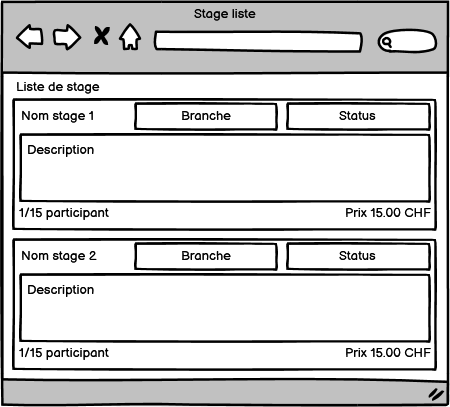 Stage liste
Liste de stage
Nom stage 1 Branche Status
Description
1/15 participant Prix 15.00 CHF
Nom stage 2 Branche Status
Description
1/15 participant Prix 15.00 CHF